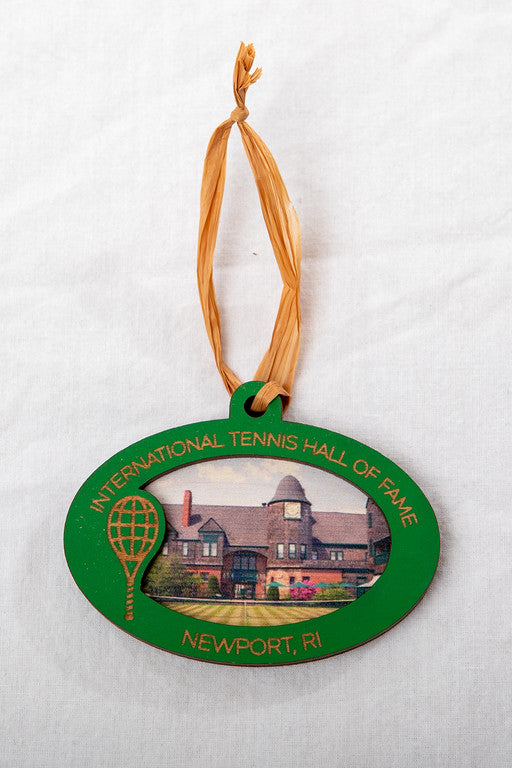 INTERNATIONAL TENNIS HALL OF FAME
NEWPORT, RI